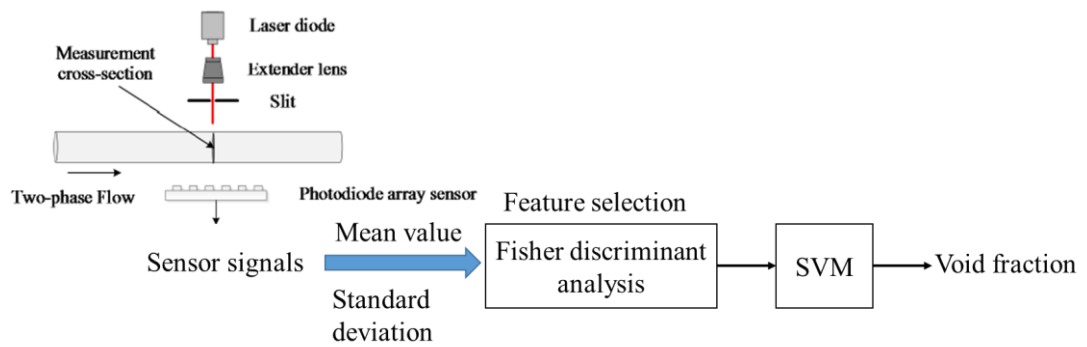 Laser diode
Measurement
cross-section
Extender lens
Slit
Two-phase Flow
Photodiode array sensor
Feature selection
Sensor signals
Mean value
Standard
deviation
Fisher discriminant
analysis
SVM
Void fraction